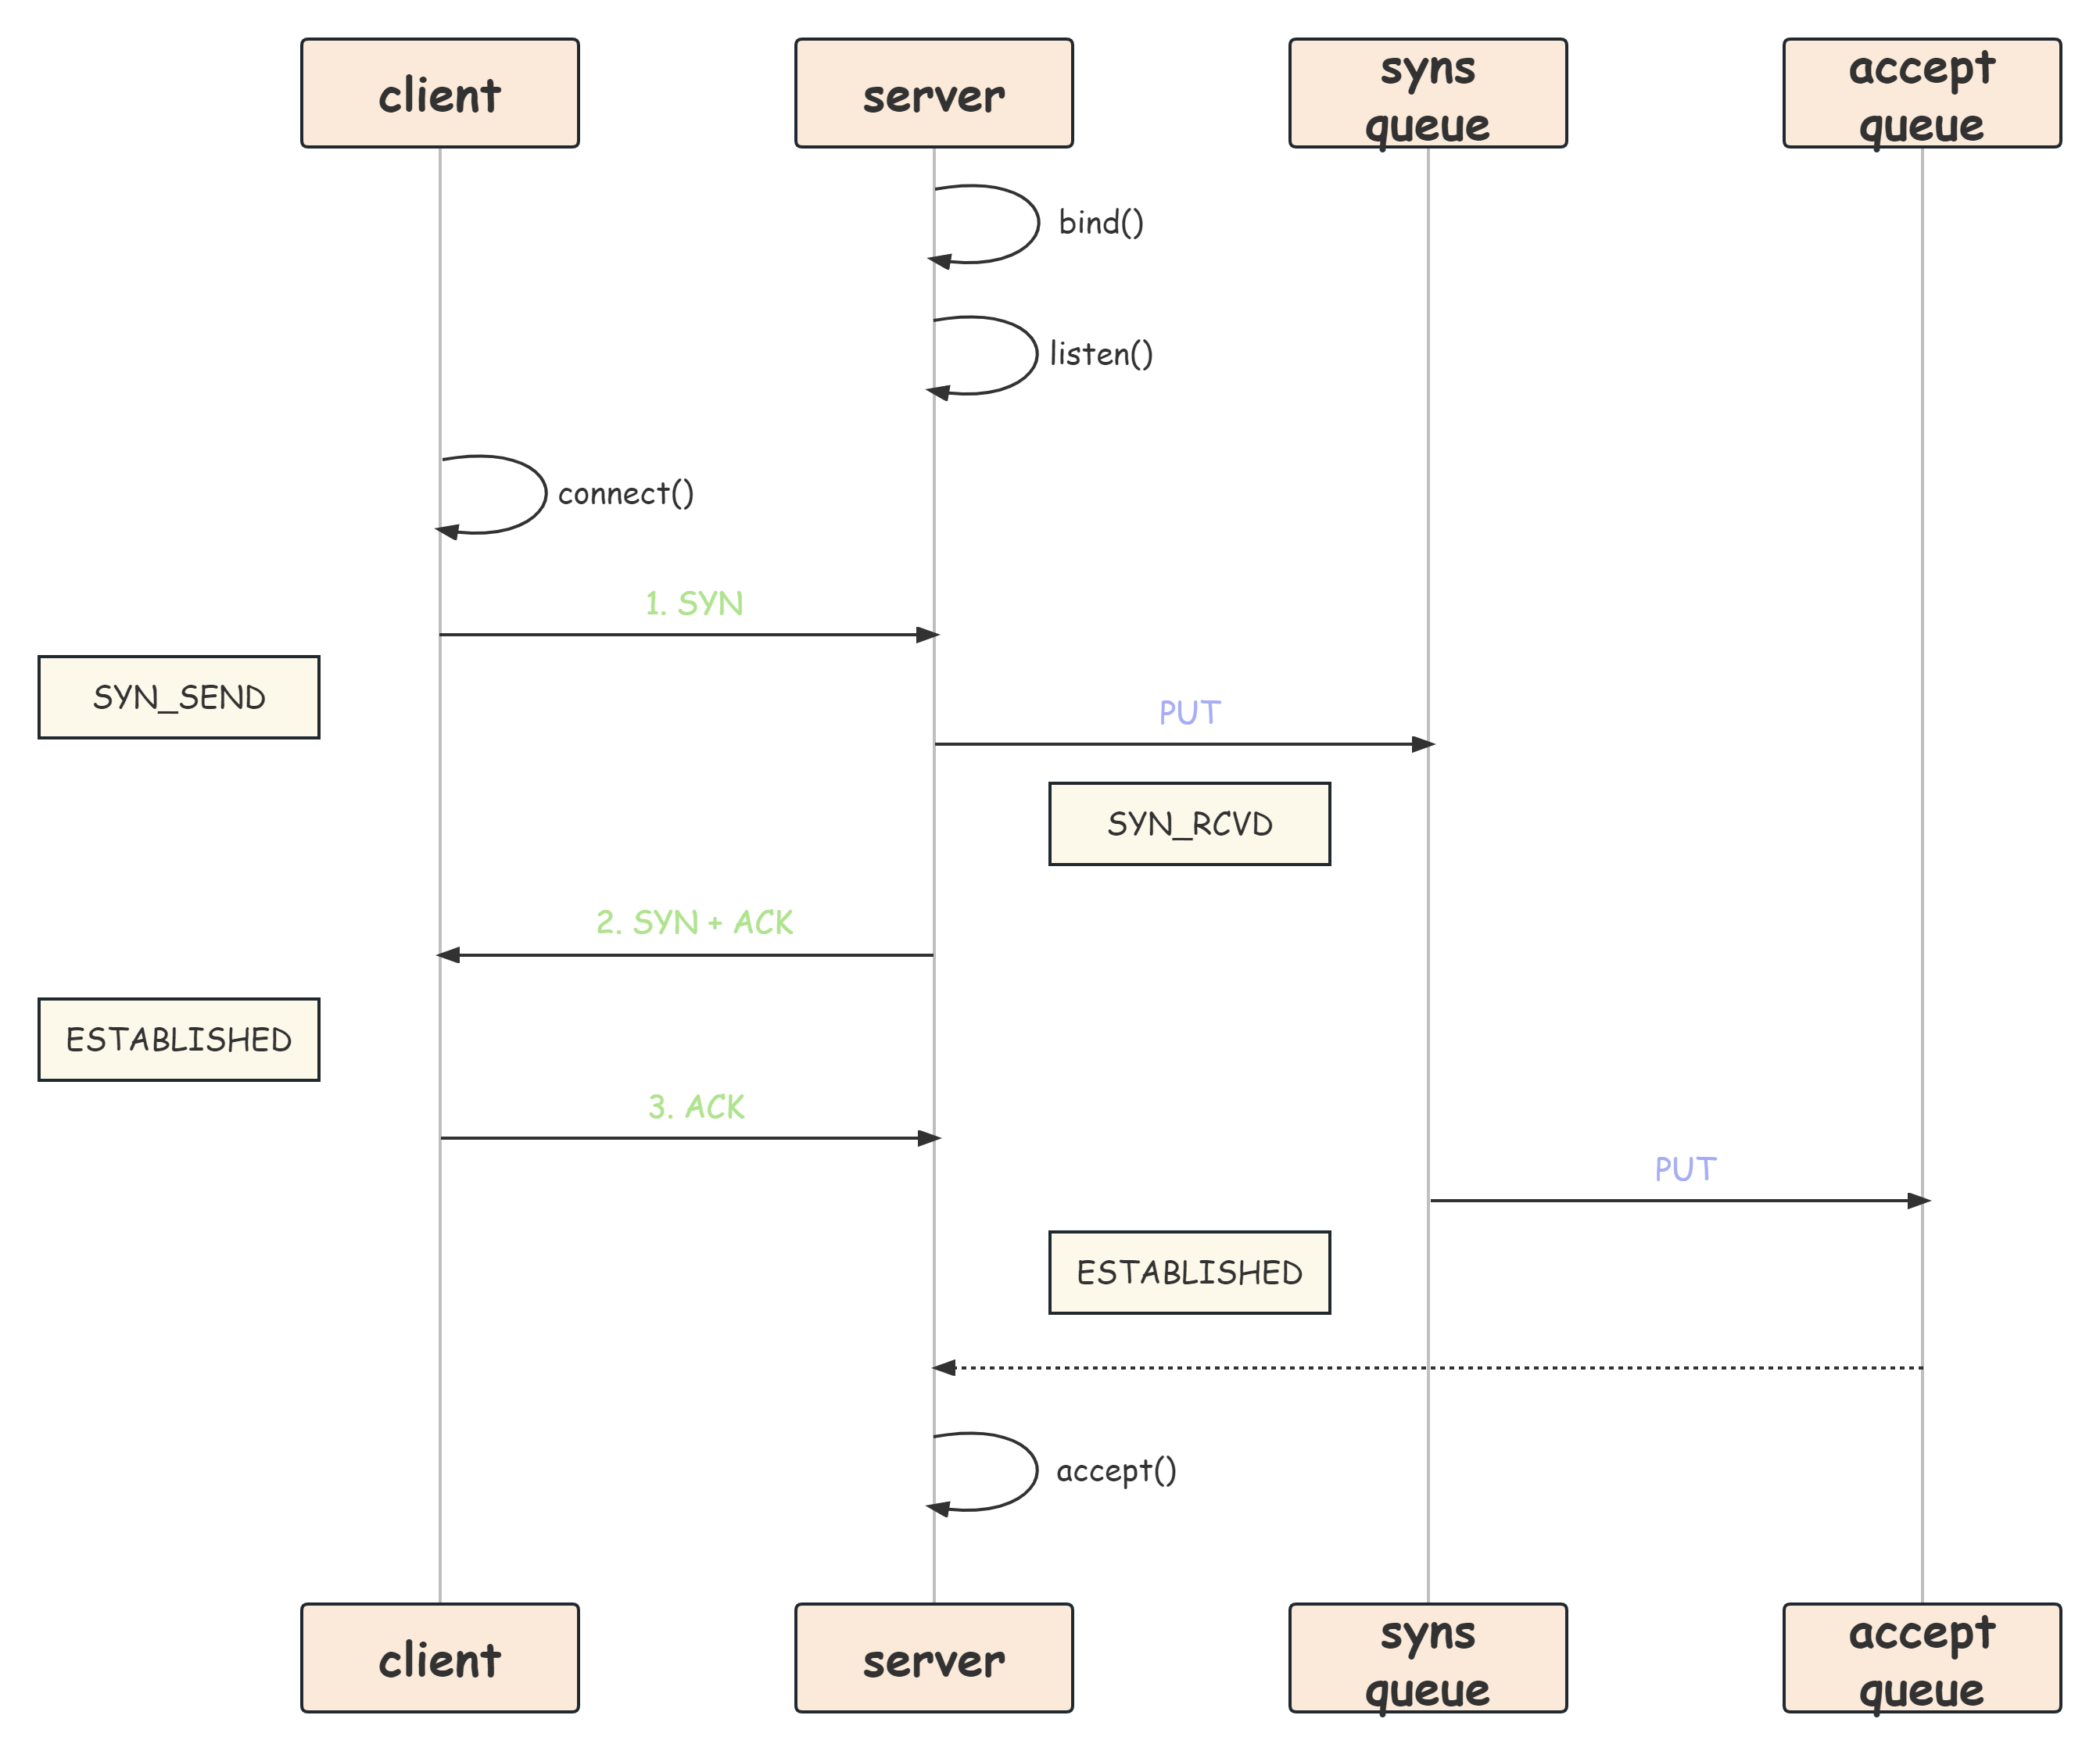 client
server
syns
queue
accept
queue
bind()
listen()
connect()
1. SYN
SYN_SEND
PUT
SYN_RCVD
2. SYN + ACK
ESTABLISHED
3. ACK
PUT
ESTABLISHED
accept()
client
server
syns
queue
accept
queue